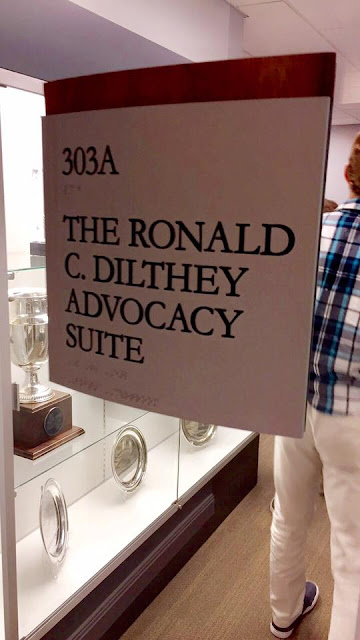 303A
THE RONALD
C. DILTHEY
ADVOCACY
SUITE